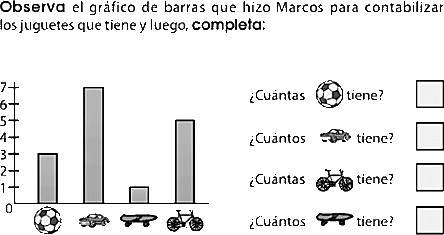 Observa el gráfico de barras que hizo Marcos para contabilizar
los juguetes que tiene y luego, completa:
7
6
5
4
3
2
1
0
¿Cuántas tiene?
¿Cuántos tiene?
¿Cuántas tiene?
¿Cuántos tiene?